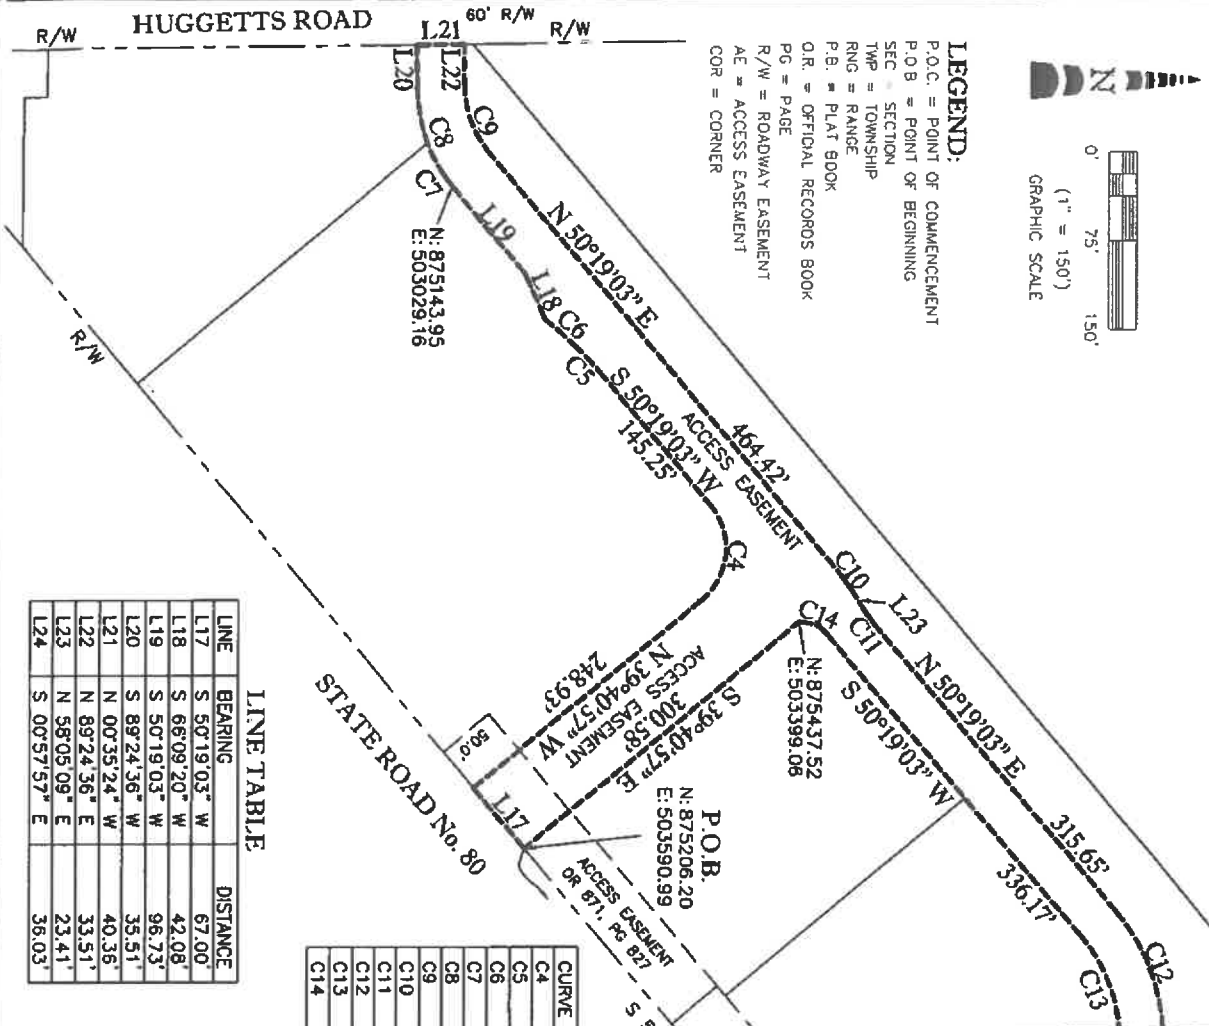 HUGGETTS ROAD
R/W
L21
60' R/W
R/W
L20
L22
C9
C8
C7
L19
L18
C6
C5
N: 875143.95
E: 503029.16
N 50°19'03" E
464.42'
S 50°19'03" W
145.25'
ACCESS EASEMENT
C4
C10
L23
C11
C14
N: 875437.52
E: 503399.06
N 50°19'03" E
315.65'
S 50°19'03" W
336.17'
C12
C13
N 39°40'57" W
248.93'
ACCESS EASEMENT
S 39°40'57" E
300.58'
50.0'
L17
P.O.B.
N: 875206.20
E: 503590.99
ACCESS EASEMENT
OR 871, PG 827
R/W
STATE ROAD No. 80
LEGEND:
P.O.C. = POINT OF COMMENCEMENT
P.O.B = POINT OF BEGINNING
SEC SECTION
TWP = TOWNSHIP
RNG = RANGE
P.B. = PLAT BOOK
O.R. = OFFICIAL RECORDS BOOK
PG = PAGE
R/W = ROADWAY EASEMENT
AE = ACCESS EASEMENT
COR = CORNER
N
0' 75' 150'
(1" = 150')
GRAPHIC SCALE
LINE TABLE
LINE BEARING DISTANCE
L17 S 50°19'03" W 67.00'
L18 S 66°09'20" W 42.08'
L19 S 50°19'03" W 96.73'
L20 S 89°24'36" W 35.51'
L21 N 00°35'24" W 40.36'
L22 N 89°24'36" E 33.51'
L23 N 58°05'09" E 23.41'
L24 S 00°57'57" E 36.03'
CURVE
C4
C5
C6
C7
C8
C9
C10
C11
C12
C13
C14